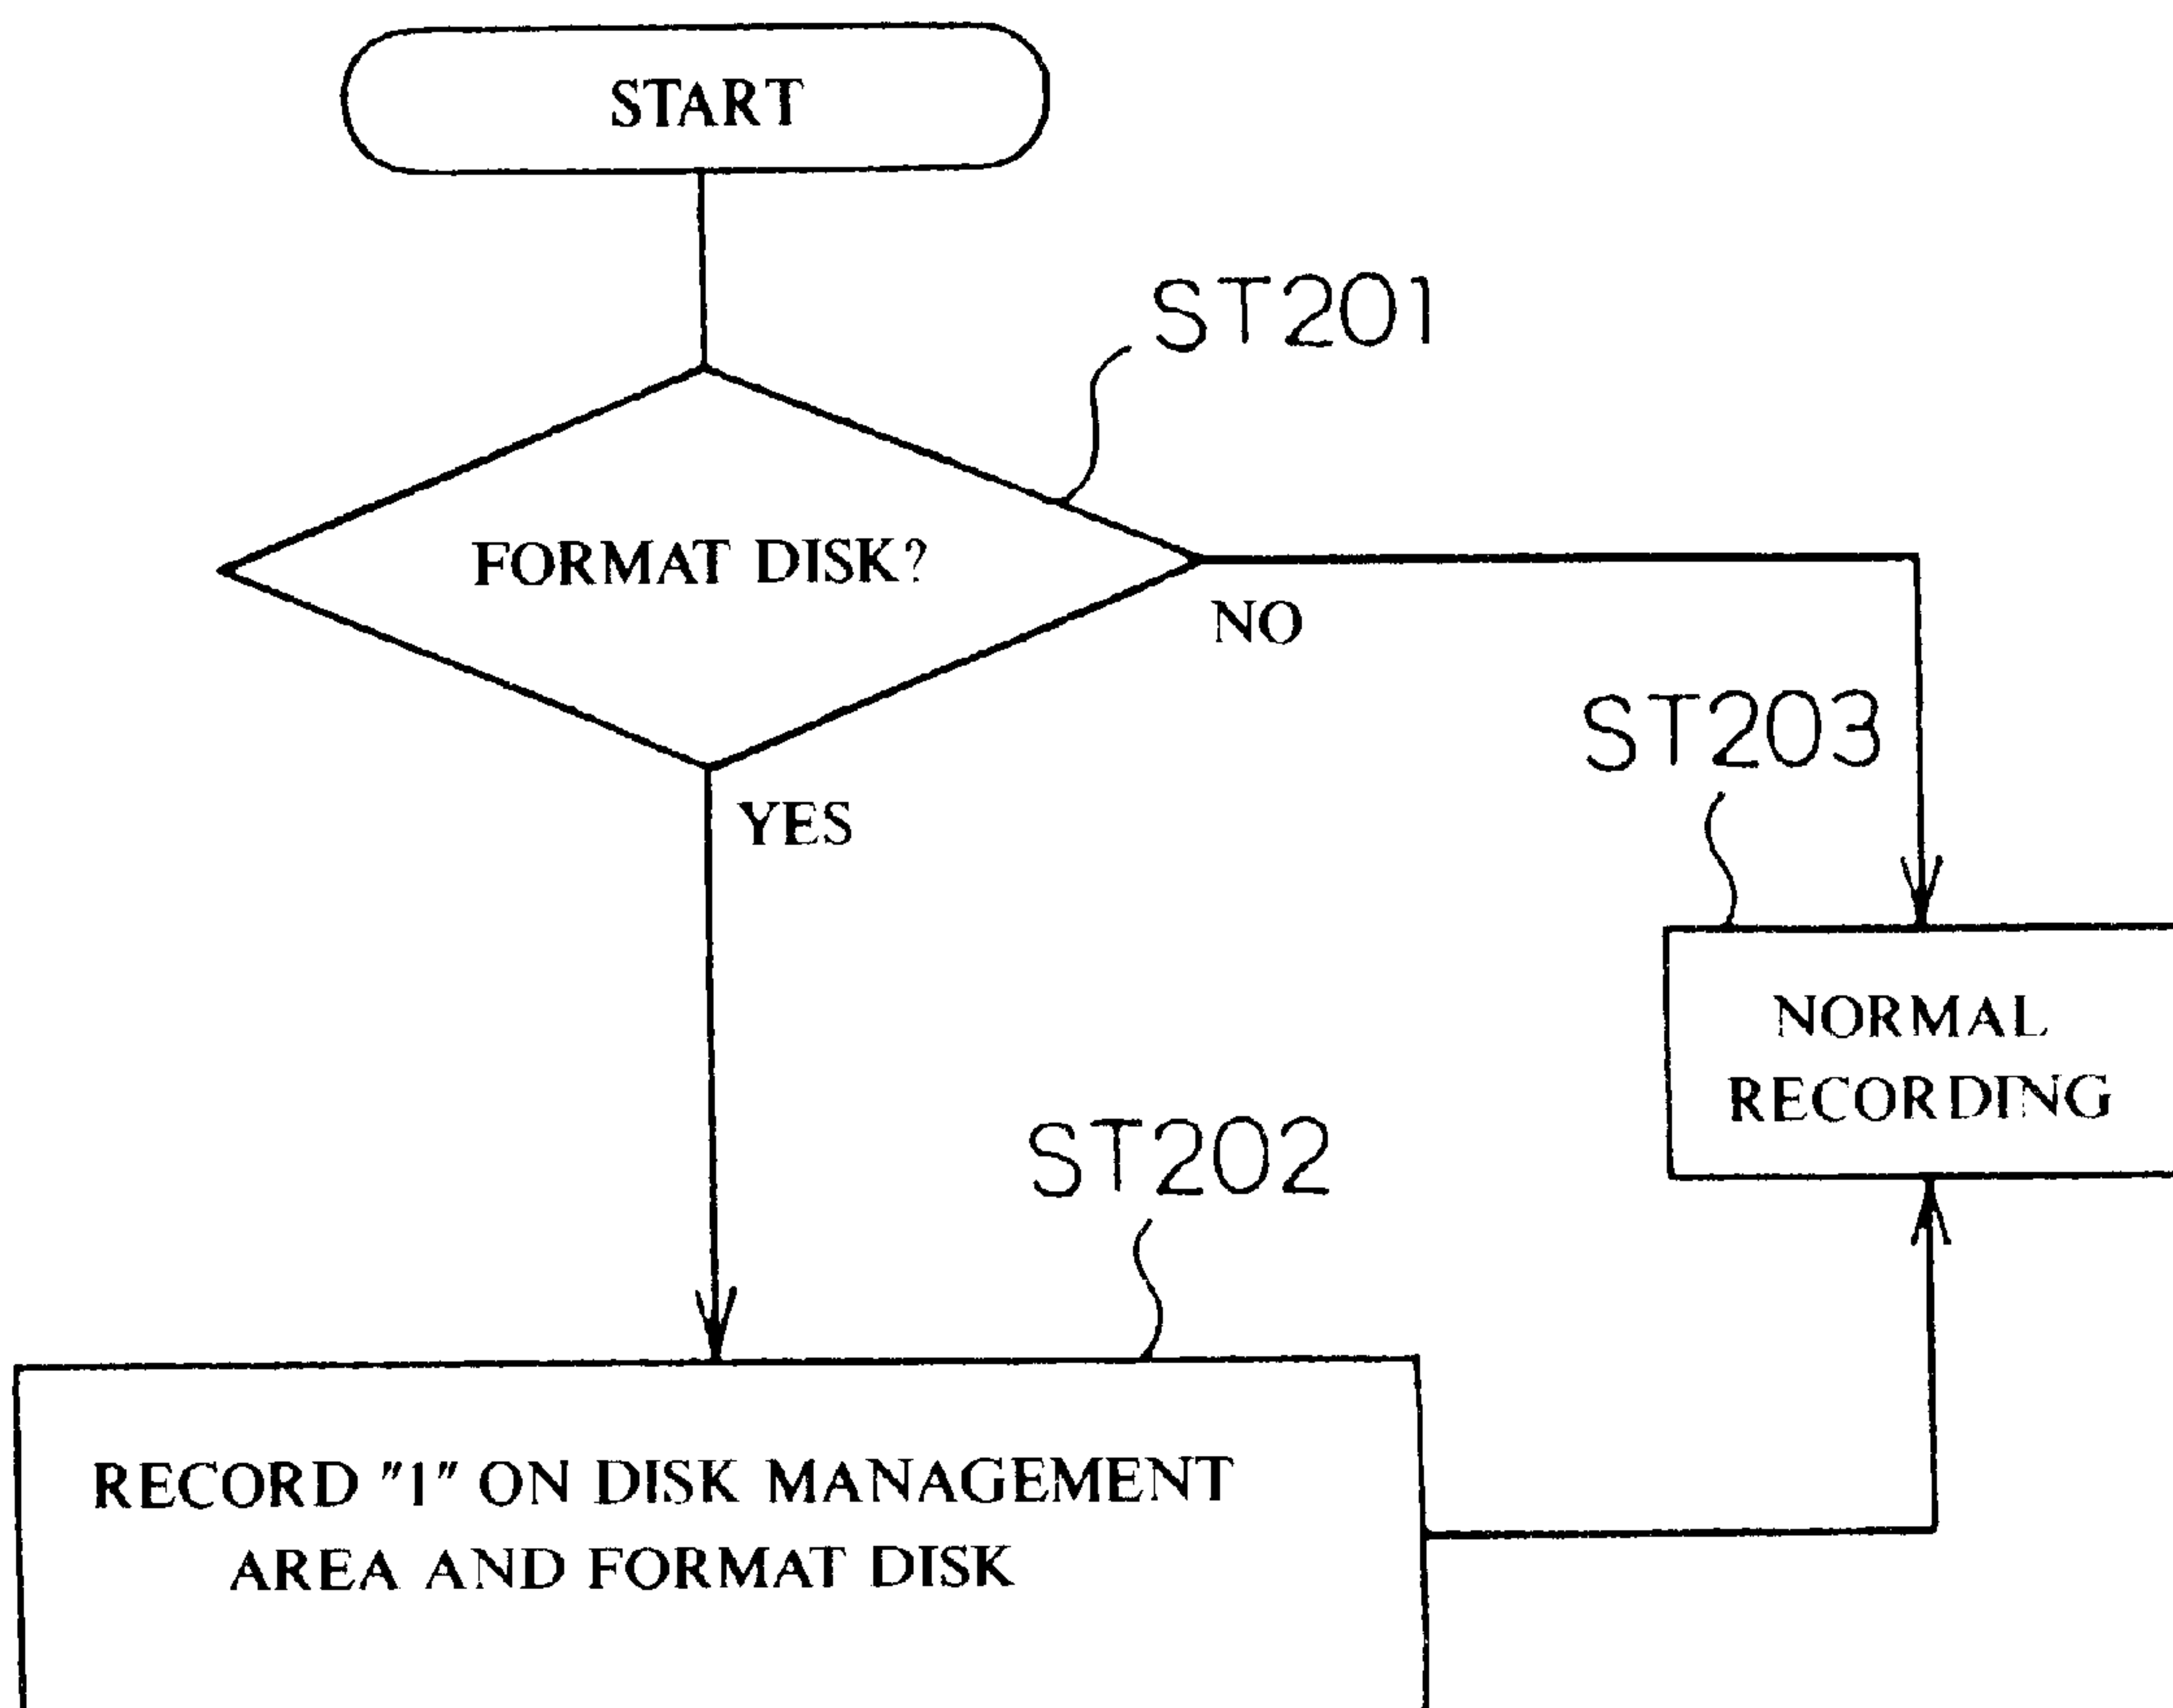 START
ST201
FORMAT DISK?
NO
ST203
YES
NORMAL
RECORDING
ST202
RECORD "1" ON DISK MANAGEMENT
AREA AND FORMAT DISK